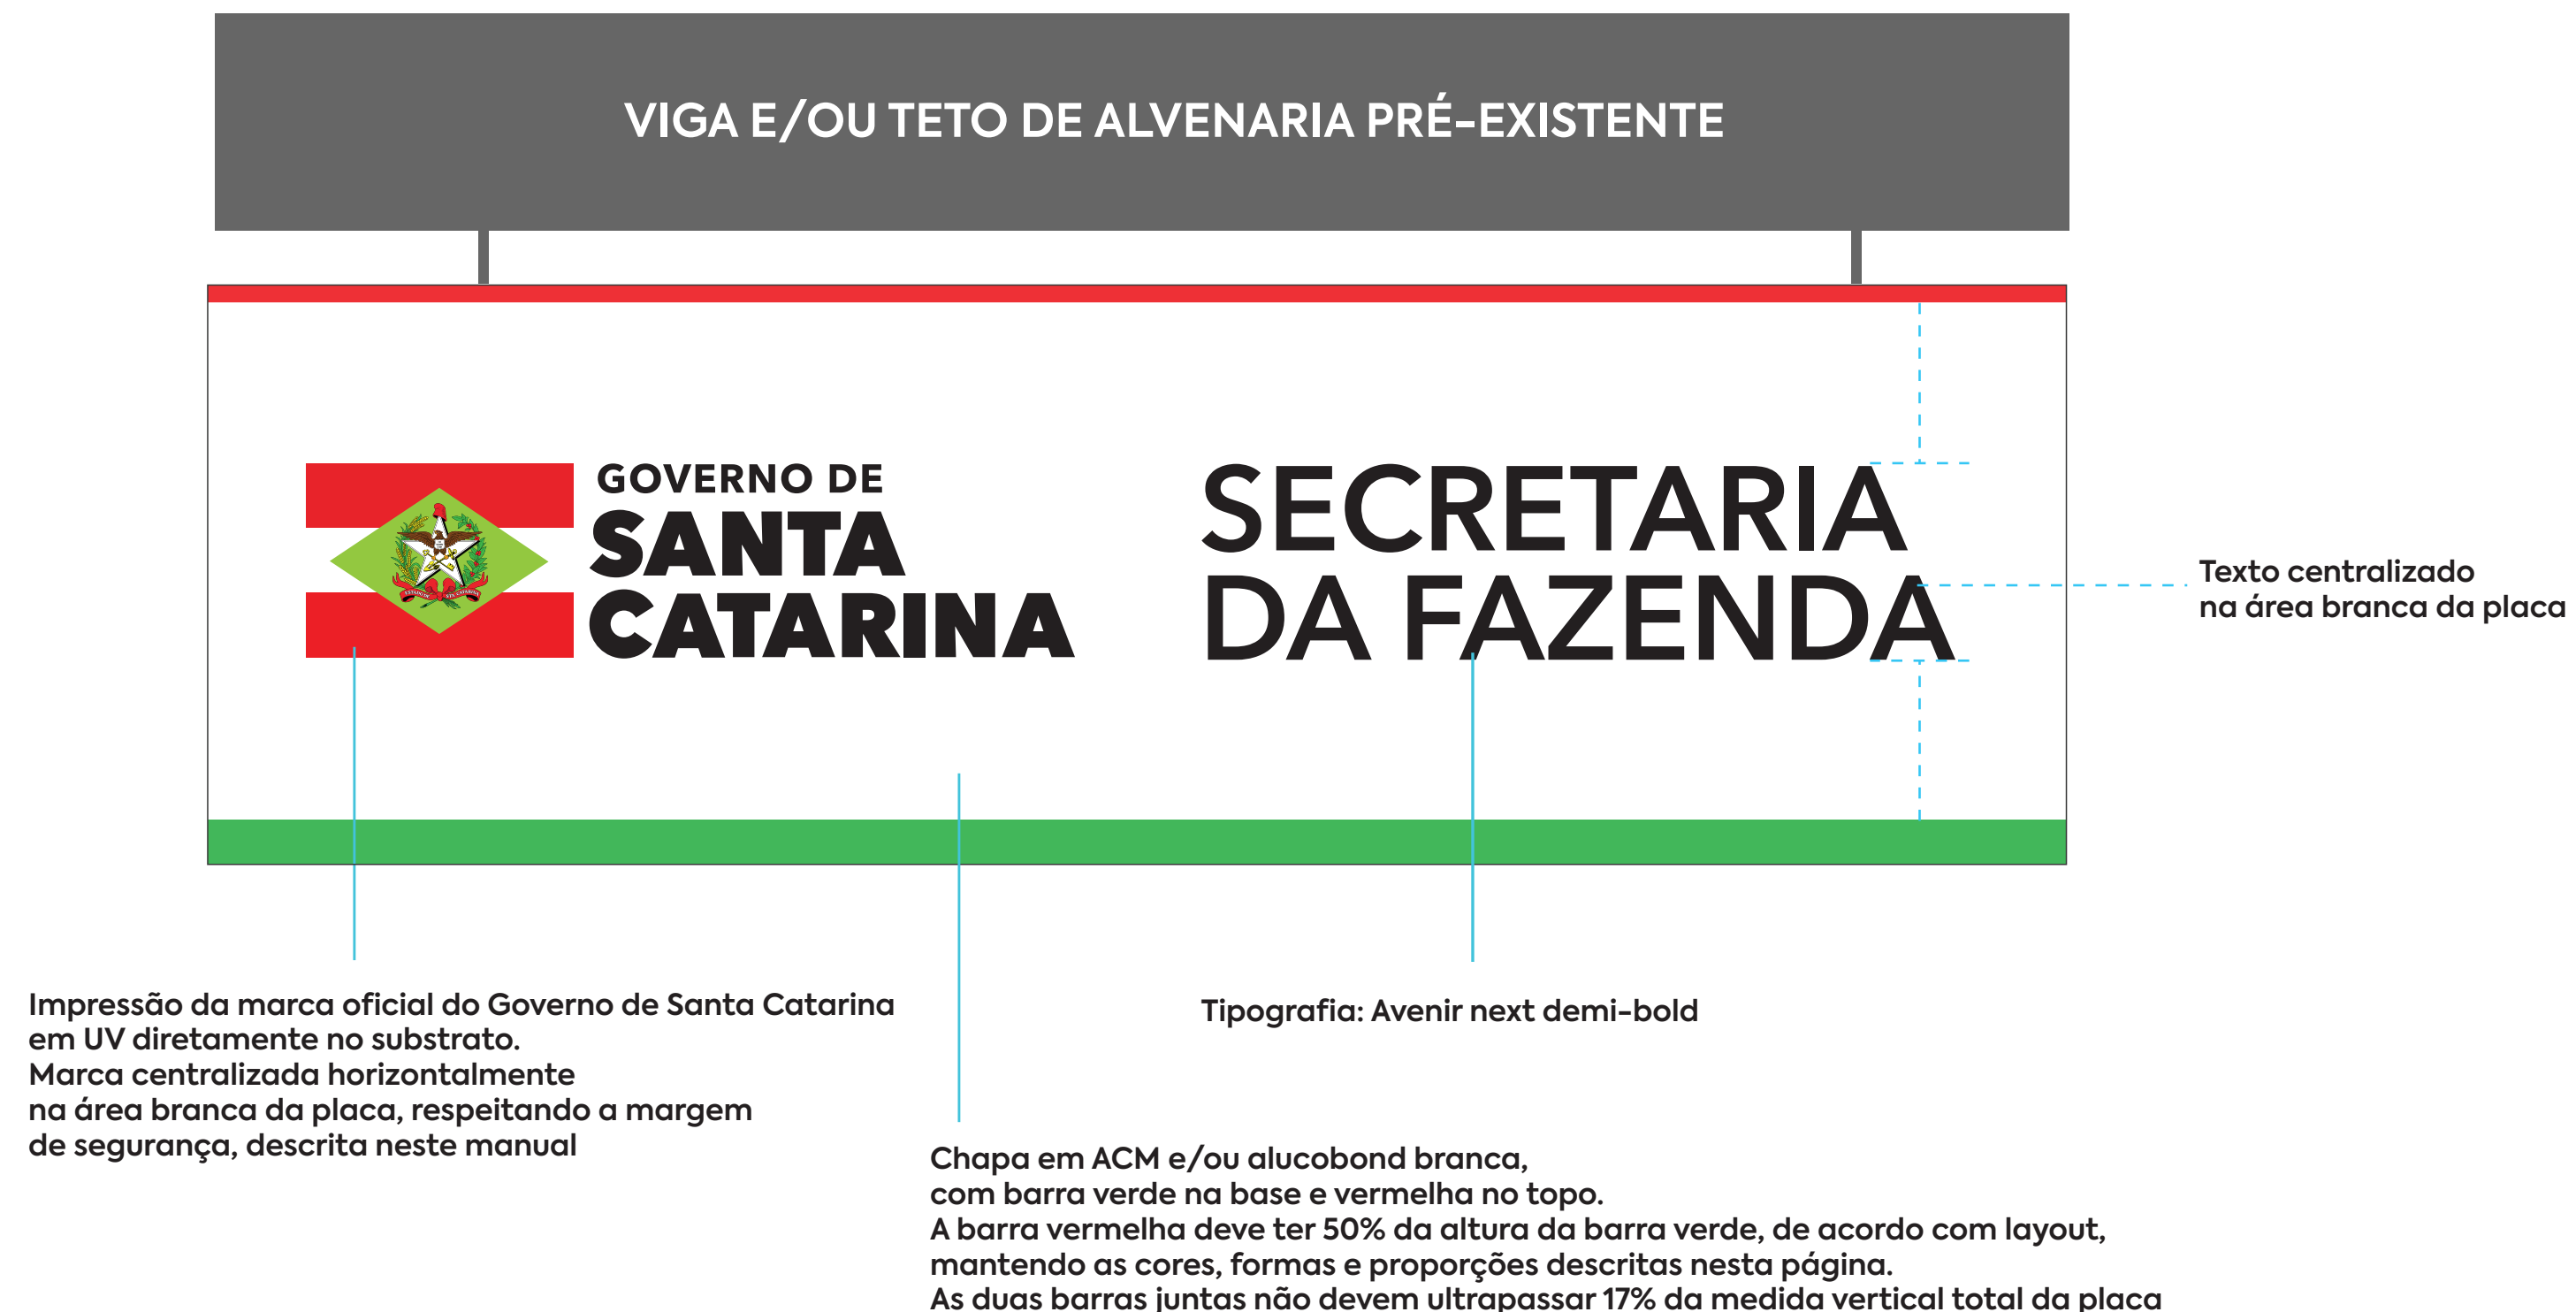 VIGA E/OU TETO DE ALVENARIA PRÉ-EXISTENTE
GOVERNO DE
SANTA
CATARINA
SECRETARIA
DA FAZENDA
Texto centralizado
na área branca da placa
Impressão da marca oficial do Governo de Santa Catarina
em UV diretamente no substrato.
Marca centralizada horizontalmente
na área branca da placa, respeitando a margem
de segurança, descrita neste manual
Tipografia: Avenir next demi-bold
Chapa em ACM e/ou alucobond branca,
com barra verde na base e vermelha no topo.
A barra vermelha deve ter 50% da altura da barra verde, de acordo com layout,
mantendo as cores, formas e proporções descritas nesta página.
As duas barras juntas não devem ultrapassar 17% da medida vertical total da placa